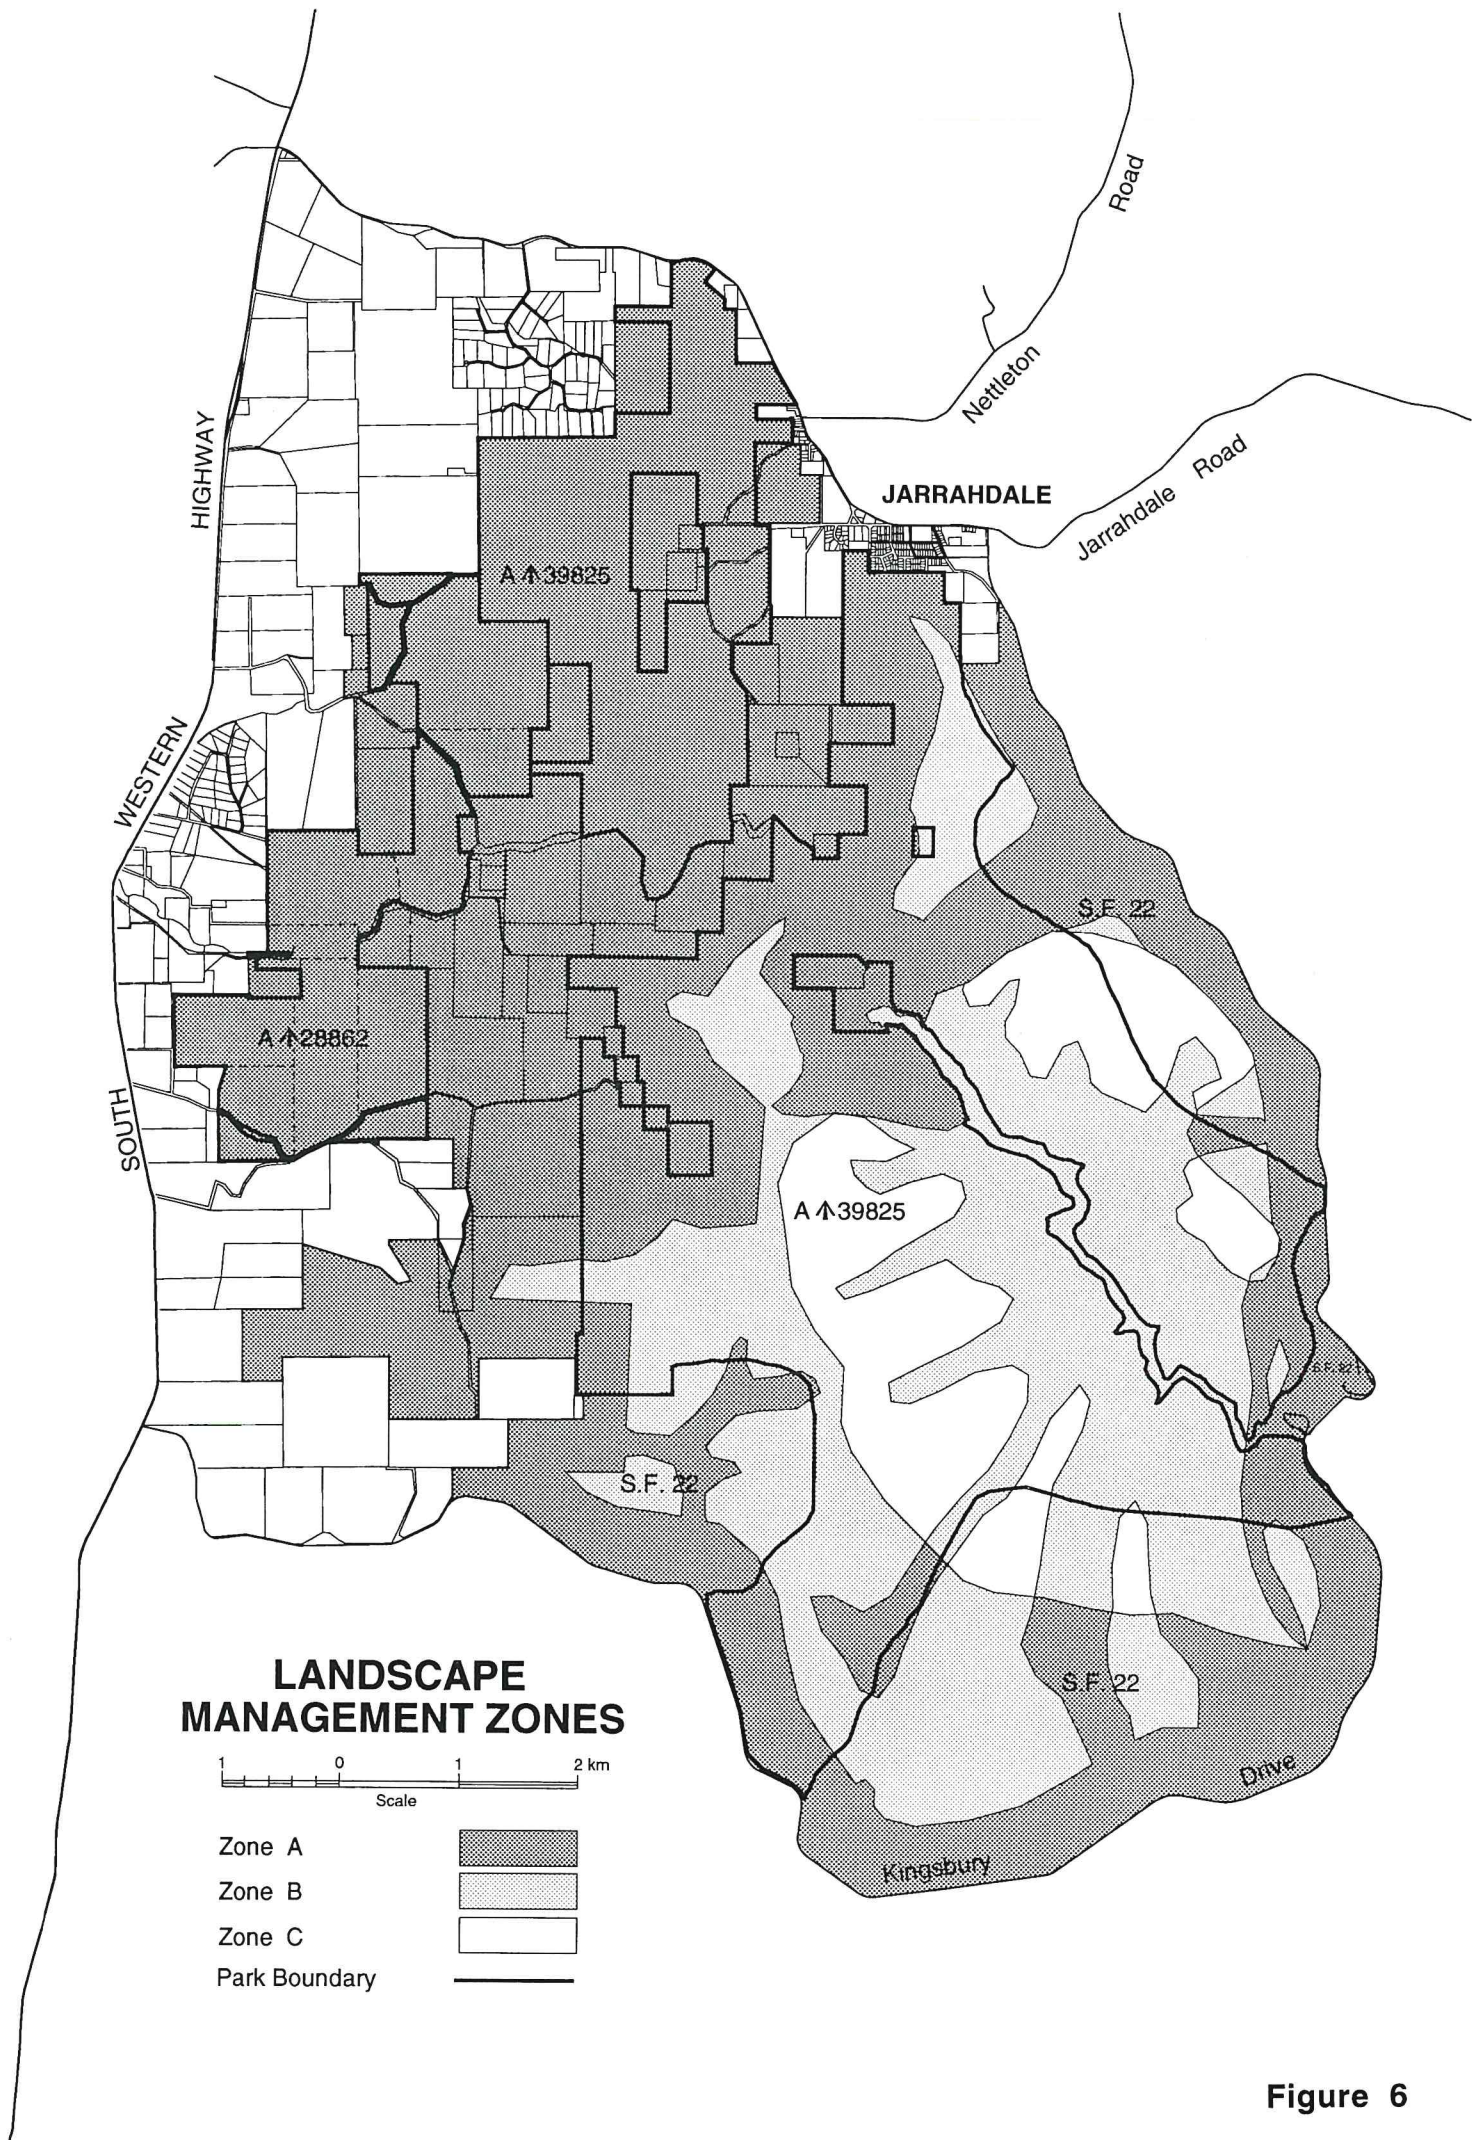 Road
Nettleton
HIGHWAY
Road
JARRAHDALE
Jarrahdale
A 39825
WESTERN
S.F. 22
A 28862
SOUTH
A 39825
S.F. 22
S.F. 22
S.F. 22
LANDSCAPE
MANAGEMENT ZONES
1 0 1 2 km
Scale
Drive
Zone A
Kingsbury
Zone B
Zone C
Park Boundary
Figure 6